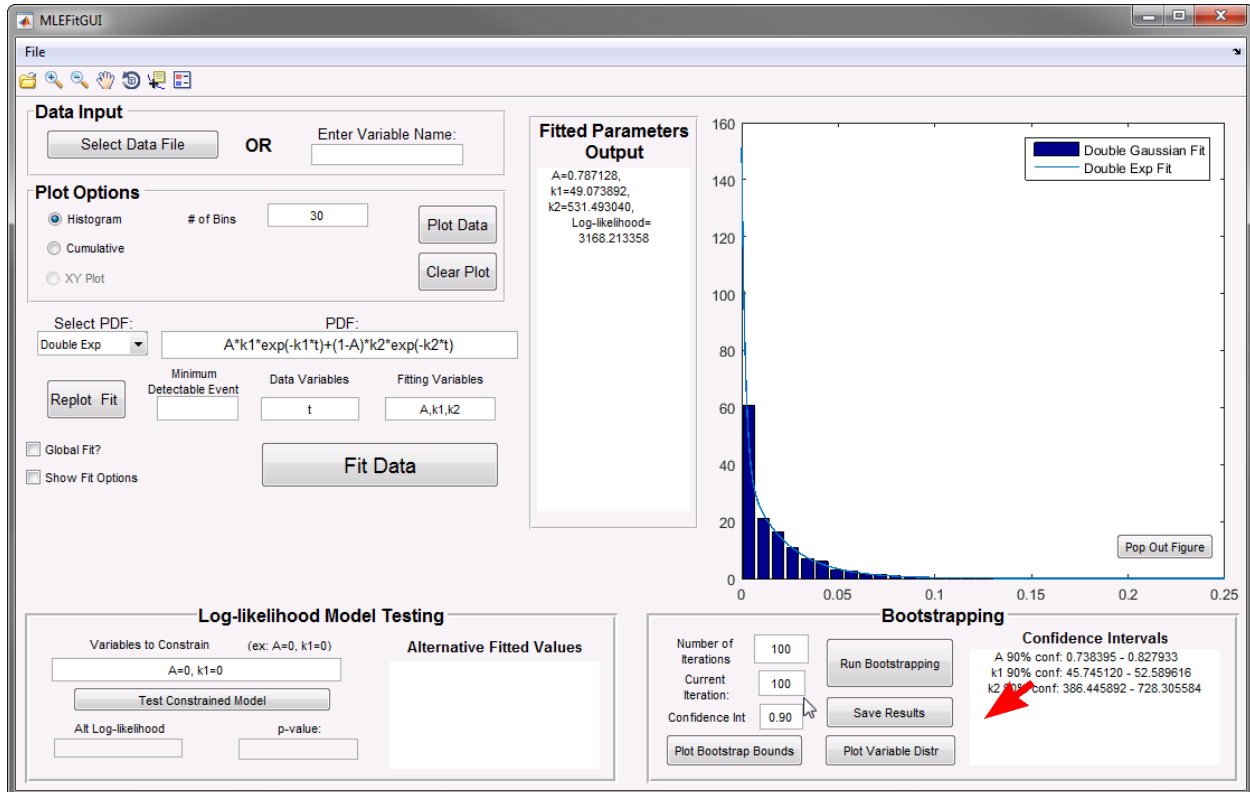 MLEFitGUI
File
Data Input
Select Data File
OR
Enter Variable Name:
Plot Options
Histogram
# of Bins
30
Plot Data
Cumulative
Clear Plot
XY Plot
Select PDF:
PDF:
Double Exp
A*k1*exp(-k1*t)+(1-A)*k2*exp(-k2*t)
Replot Fit
Minimum
Detectable Event
Data Variables
t
Fitting Variables
A,k1,k2
Global Fit?
Show Fit Options
Fit Data
Fitted Parameters
Output
A=0.787128,
k1=49.073892,
k2=531.493040,
Log-likelihood=
3168.213358
160
140
120
100
80
60
40
20
0
0 0.05 0.1 0.15 0.2 0.25
Double Gaussian Fit
Double Exp Fit
Pop Out Figure
Log-likelihood Model Testing
Variables to Constrain
(ex: A=0, k1=0)
A=0, k1=0
Test Constrained Model
Alt Log-likelihood
p-value:
Alternative Fitted Values
Bootstrapping
Number of
Iterations
100
Current
Iteration:
100
Confidence Int
0.90
Plot Bootstrap Bounds
Run Bootstrapping
Save Results
Plot Variable Distr
Confidence Intervals
A 90% conf: 0.738395 - 0.827933
k1 90% conf: 45.745120 - 52.589616
k2 90% conf: 386.445892 - 728.305584